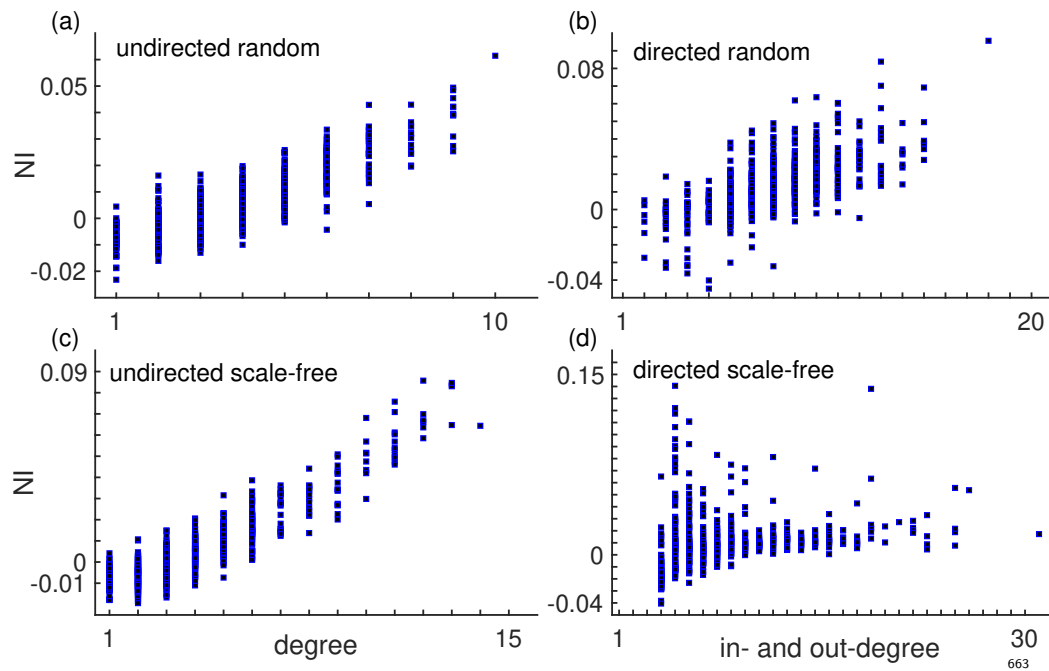 (a)
undirected random
NI
0.05
0
-0.02
1
10
(b)
directed random
0.08
0
-0.04
1
20
(c)
undirected scale-free
NI
0.09
0
-0.01
1
15
degree
(d)
directed scale-free
0.15
0
-0.04
1
30
in- and out-degree
663